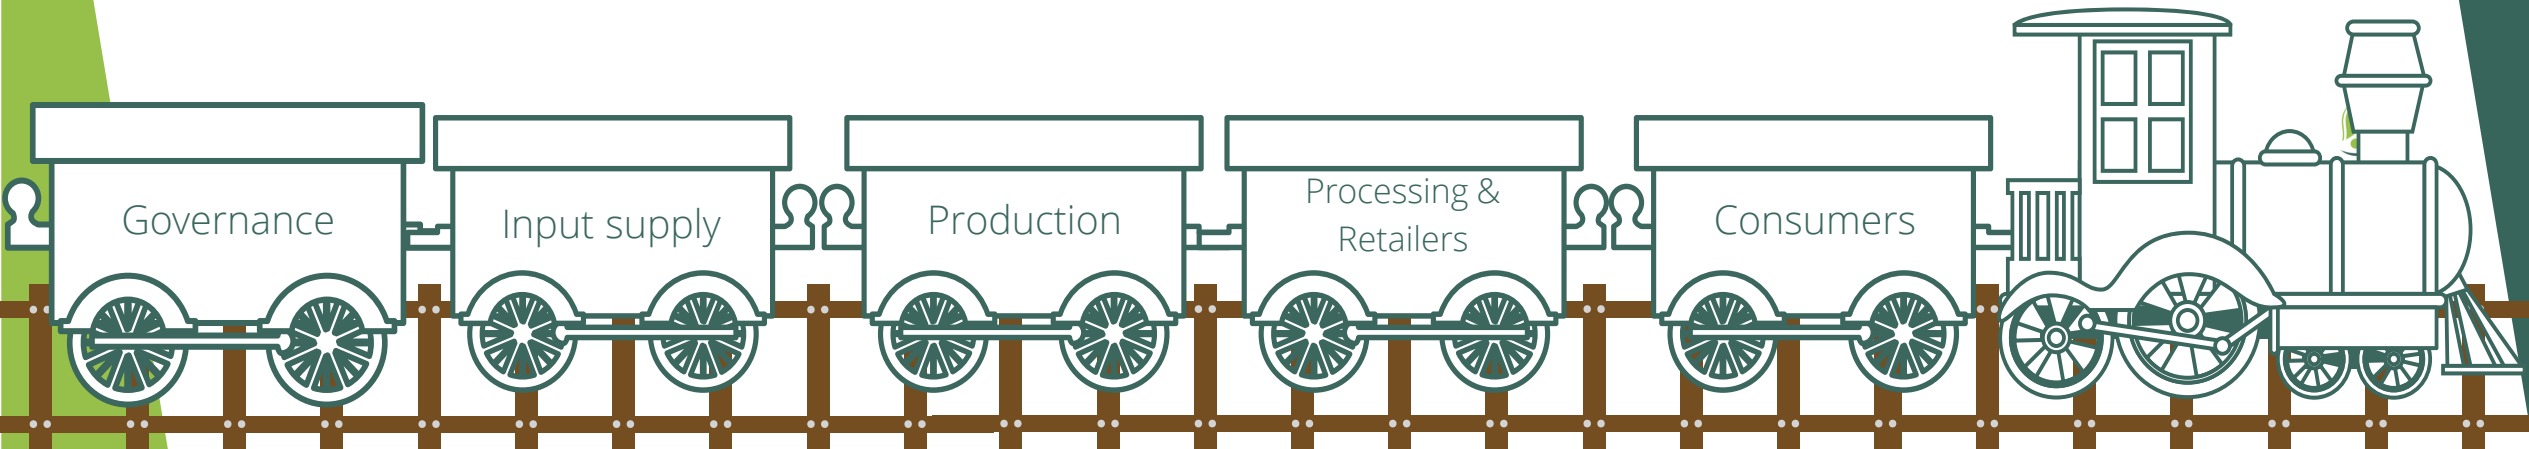 Governance
Input supply
Production
Processing &
Retailers
Consumers